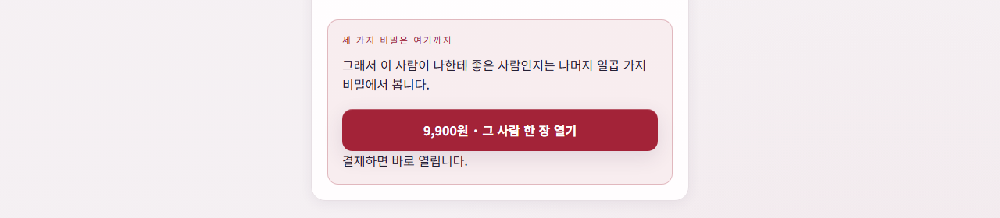 세 가지 비밀은 여기까지
그래서 이 사람이 나한테 좋은 사람인지는 나머지 일곱 가지
비밀에서 봅니다.
9,900원 · 그 사람 한 장 열기
결제하면 바로 열립니다.